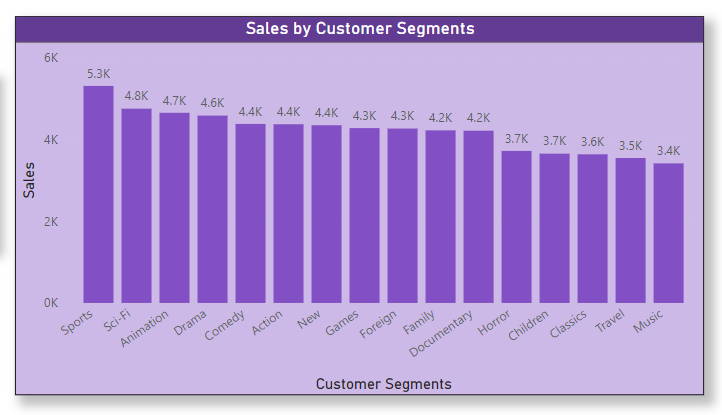 Sales by Customer Segments
6K
4K
2K
0K
Sales
5.3K
4.8K
4.7K
4.6K
4.4K
4.4K
4.4K
4.3K
4.3K
4.2K
4.2K
3.7K
3.7K
3.6K
3.5K
3.4K
Sports
Sci-Fi
Animation
Drama
Comedy
Action
New
Games
Foreign
Family
Documentary
Horror
Children
Classics
Travel
Music
Customer Segments